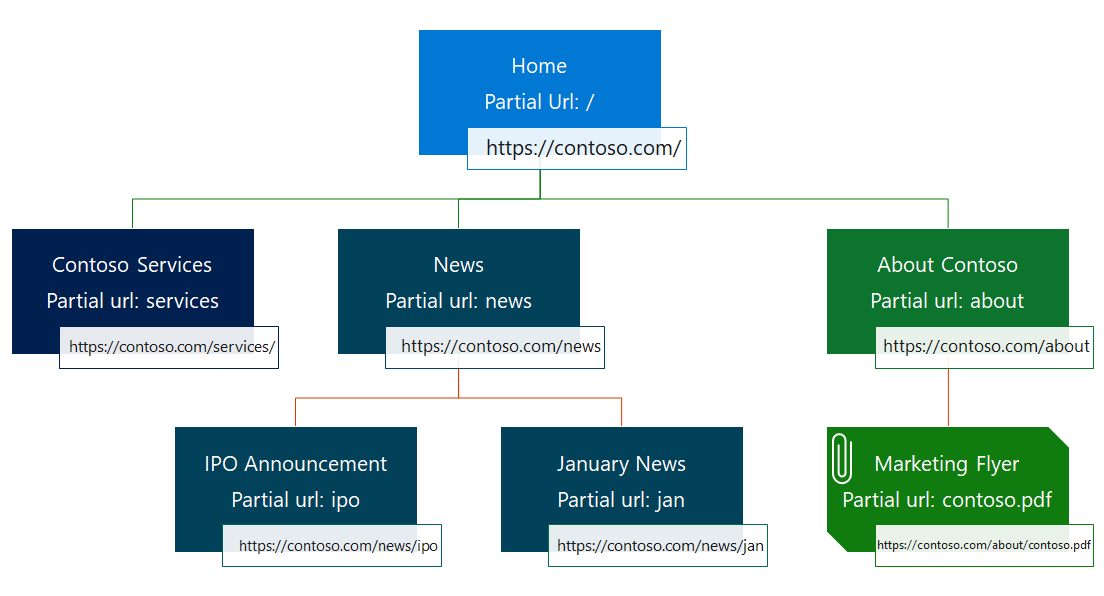 Home
Partial Url: /
https://contoso.com/
Contoso Services
Partial url: services
https://contoso.com/services/
News
Partial url: news
https://contoso.com/news
About Contoso
Partial url: about
https://contoso.com/about
IPO Announcement
Partial url: ipo
https://contoso.com/news/ipo
January News
Partial url: jan
https://contoso.com/news/jan
Marketing Flyer
Partial url: contoso.pdf
https://contoso.com/about/contoso.pdf